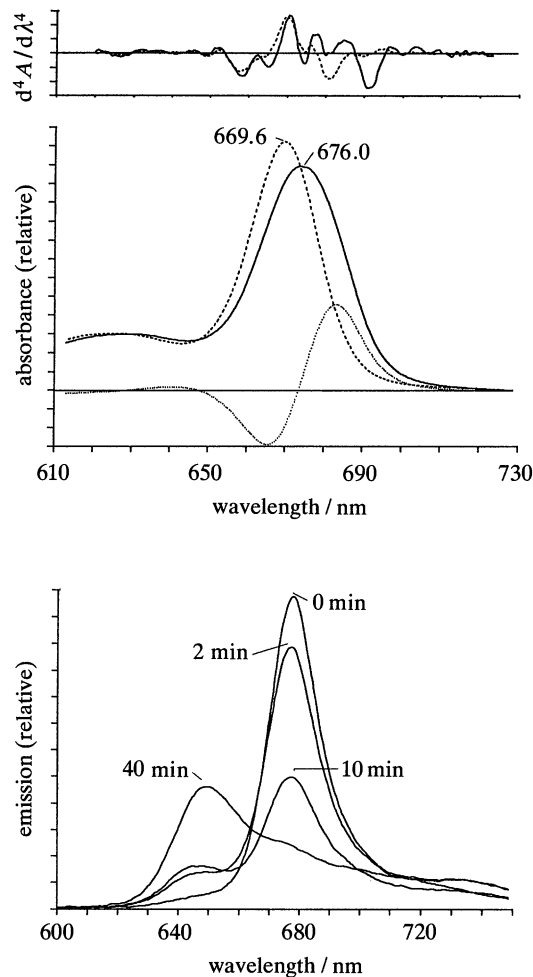 d⁴A/dλ⁴
669.6
676.0
absorbance (relative)
610 650 690 730
wavelength / nm
0 min
2 min
40 min
10 min
emission (relative)
600 640 680 720
wavelength / nm